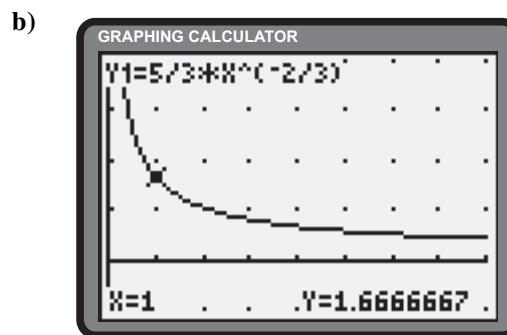 b)
GRAPHING CALCULATOR
Y1=5/3*X^(-2/3)
X=1 Y=1.6666667